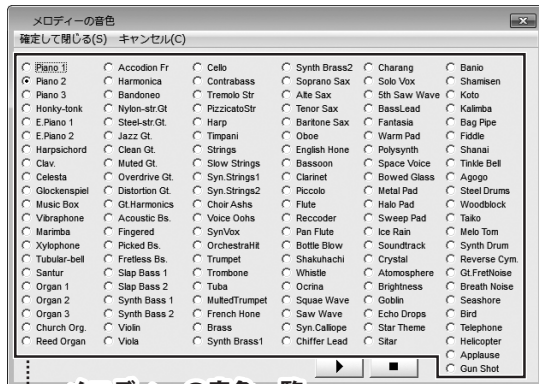 メロディーの音色
確定して閉じる(S) キャンセル(C)
Piano 1
Piano 2
Piano 3
Honky-tonk
E.Piano 1
E.Piano 2
Harpsichord
Clav.
Celesta
Glockenspiel
Music Box
Vibraphone
Marimba
Xylophone
Tubular-bell
Santur
Organ 1
Organ 2
Organ 3
Church Org.
Reed Organ
Accodion Fr
Harmonica
Bandoneo
Nylon-str.Gt
Steel-str.Gt.
Jazz Gt.
Clean Gt.
Muted Gt.
Overdrive Gt.
Distortion Gt.
Gt.Harmonics
Acoustic Bs.
Fingered
Picked Bs.
Fretless Bs.
Slap Bass 1
Slap Bass 2
Synth Bass 1
Synth Bass 2
Violin
Viola
Cello
Contrabass
Tremolo Str
PizzicatoStr
Harp
Timpani
Strings
Slow Strings
Syn.Strings1
Syn.Strings2
Choir Ashs
Voice Oohs
SynVox
OrchestraHit
Trumpet
Trombone
Tuba
MultedTrumpet
French Hone
Brass
Synth Brass1
Synth Brass2
Soprano Sax
Alte Sax
Tenor Sax
Baritone Sax
Oboe
English Hone
Bassoon
Clarinet
Piccolo
Flute
Reccoder
Pan Flute
Bottle Blow
Shakuhachi
Whistle
Ocrina
Squae Wave
Saw Wave
Syn.Calliope
Chiffer Lead
Charang
Solo Vox
5th Saw Wave
BassLead
Fantasia
Warm Pad
Polysynth
Space Voice
Bowed Glass
Metal Pad
Halo Pad
Sweep Pad
Ice Rain
Soundtrack
Crystal
Atomosphere
Brightness
Goblin
Echo Drops
Star Theme
Sitar
Banio
Shamisen
Koto
Kalimba
Bag Pipe
Fiddle
Shanai
Tinkle Bell
Agogo
Steel Drums
Woodblock
Taiko
Melo Tom
Synth Drum
Reverse Cym.
Gt.FretNoise
Breath Noise
Seashore
Bird
Telephone
Helicopter
Applause
Gun Shot